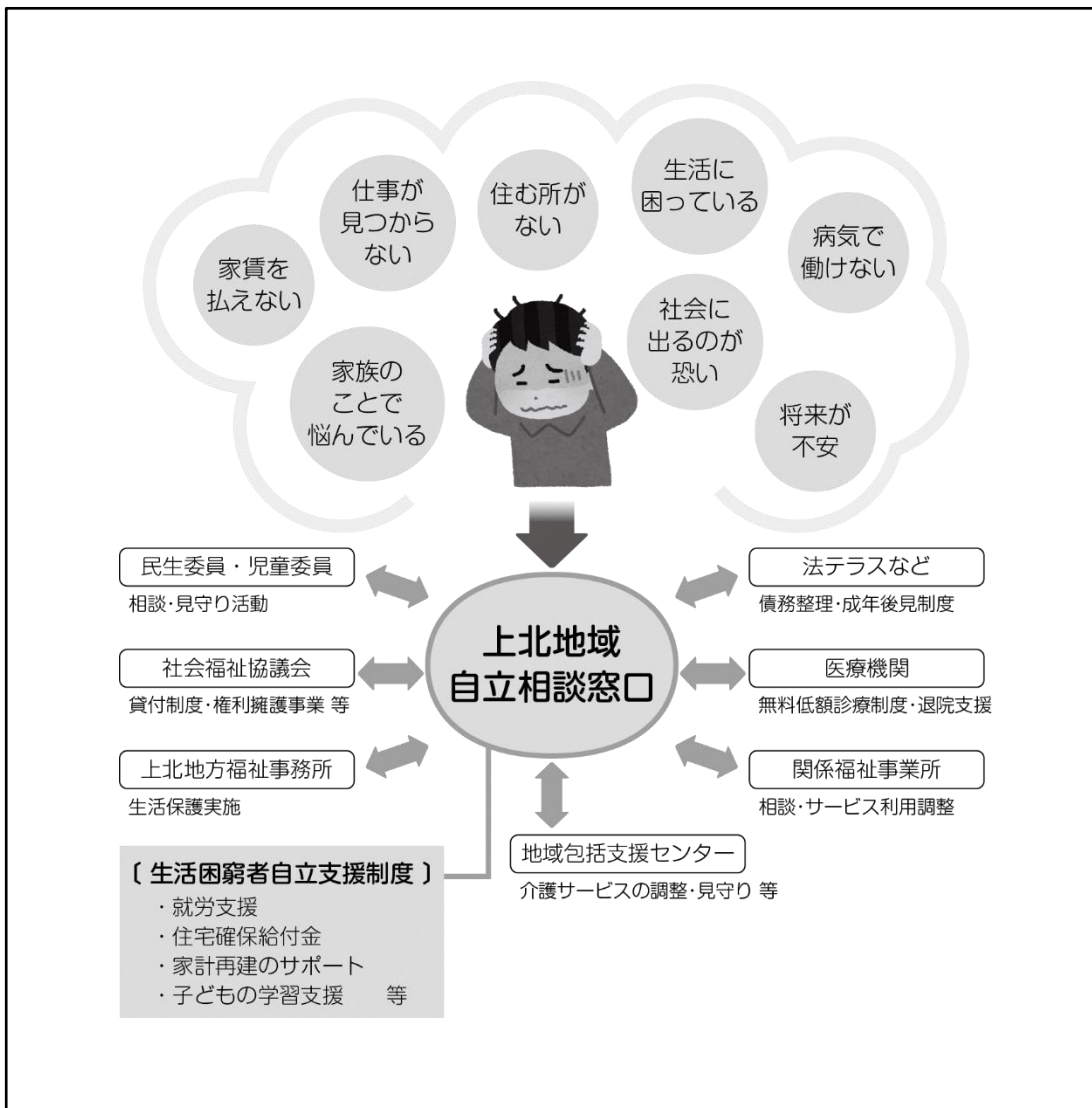 仕事が
見つから
ない
住む所が
ない
生活に
困っている
病気で
働けない
家賃を
払えない
社会に
出るのが
恐い
家族の
ことで
悩んでいる
将来が
不安
民生委員・児童委員
相談・見守り活動
法テラスなど
債務整理・成年後見制度
上北地域
自立相談窓口
社会福祉協議会
貸付制度・権利擁護事業 等
医療機関
無料低額診療制度・退院支援
上北地方福祉事務所
生活保護実施
関係福祉事業所
相談・サービス利用調整
地域包括支援センター
介護サービスの調整・見守り 等
〔 生活困窮者自立支援制度 〕
・就労支援
・住宅確保給付金
・家計再建のサポート
・子どもの学習支援 等